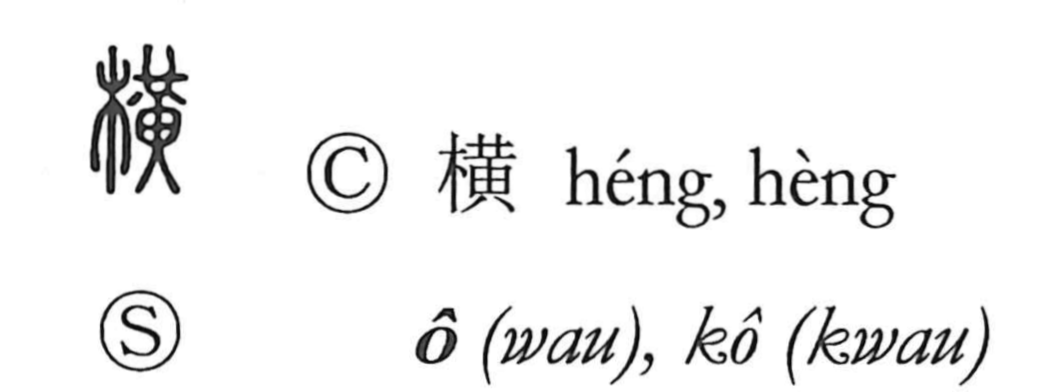 橫
Ⓒ 横 héng, hèng
Ⓢ ô (wau), kô (kwau)